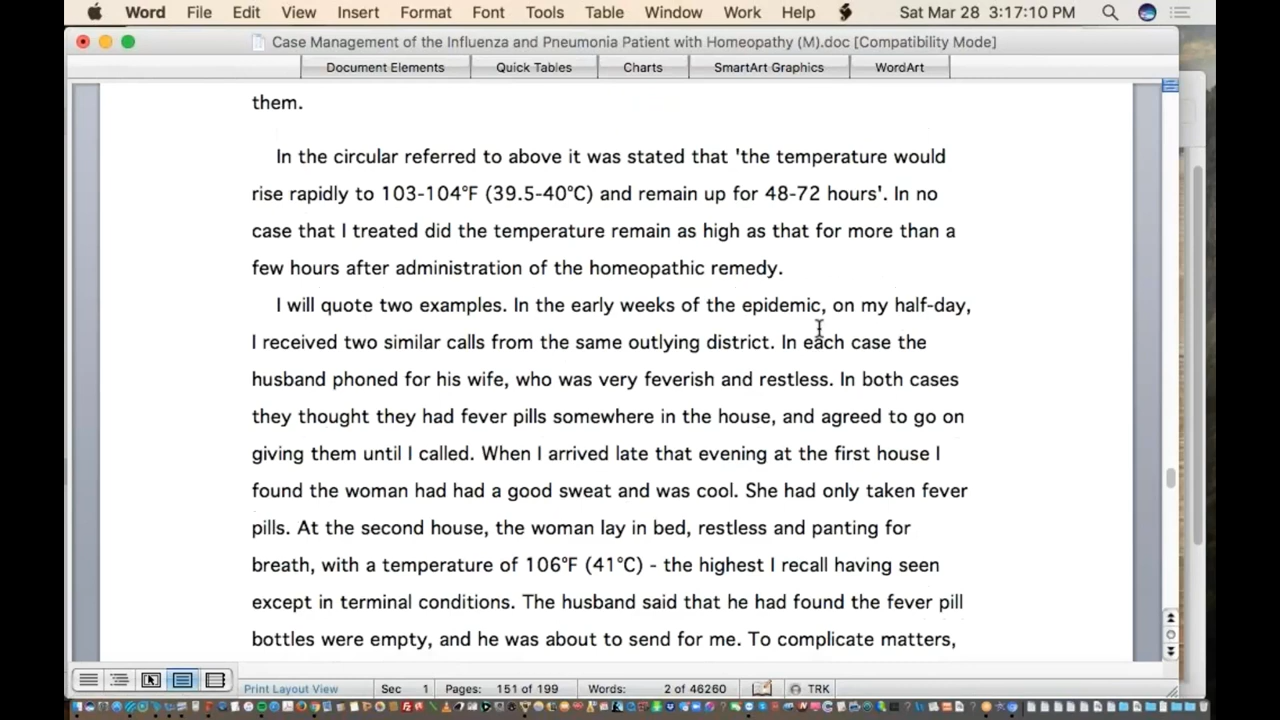 Word File Edit View Insert Format Font Tools Table Window Work Help Sat Mar 28 3:17:10 PM
Case Management of the Influenza and Pneumonia Patient with Homeopathy (M).doc [Compatibility Mode]
Document Elements Quick Tables Charts SmartArt Graphics WordArt
them.
In the circular referred to above it was stated that 'the temperature would
rise rapidly to 103-104°F (39.5-40°C) and remain up for 48-72 hours'. In no
case that I treated did the temperature remain as high as that for more than a
few hours after administration of the homeopathic remedy.
I will quote two examples. In the early weeks of the epidemic, on my half-day,
I received two similar calls from the same outlying district. In each case the
husband phoned for his wife, who was very feverish and restless. In both cases
they thought they had fever pills somewhere in the house, and agreed to go on
giving them until I called. When I arrived late that evening at the first house I
found the woman had had a good sweat and was cool. She had only taken fever
pills. At the second house, the woman lay in bed, restless and panting for
breath, with a temperature of 106°F (41°C) - the highest I recall having seen
except in terminal conditions. The husband said that he had found the fever pill
bottles were empty, and he was about to send for me. To complicate matters,
Print Layout View Sec 1 Pages: 151 of 199 Words: 2 of 46260 TRK